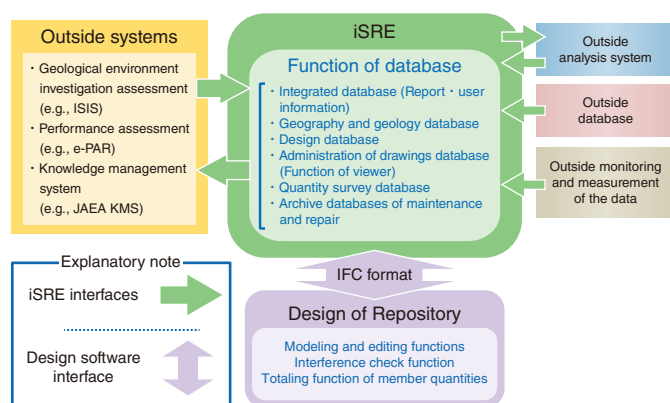 Outside systems
・Geological environment
investigation assessment
(e.g., ISIS)
・Performance assessment
(e.g., e-PAR)
・Knowledge management
system
(e.g., JAEA KMS)
iSRE
Function of database
・Integrated database (Report・user
information)
・Geography and geology database
・Design database
・Administration of drawings database
(Function of viewer)
・Quantity survey database
・Archive databases of maintenance
and repair
Outside
analysis system
Outside
database
Outside monitoring
and measurement
of the data
Explanatory note
iSRE interfaces
Design software
interface
IFC format
Design of Repository
Modeling and editing functions
Interference check function
Totaling function of member quantities